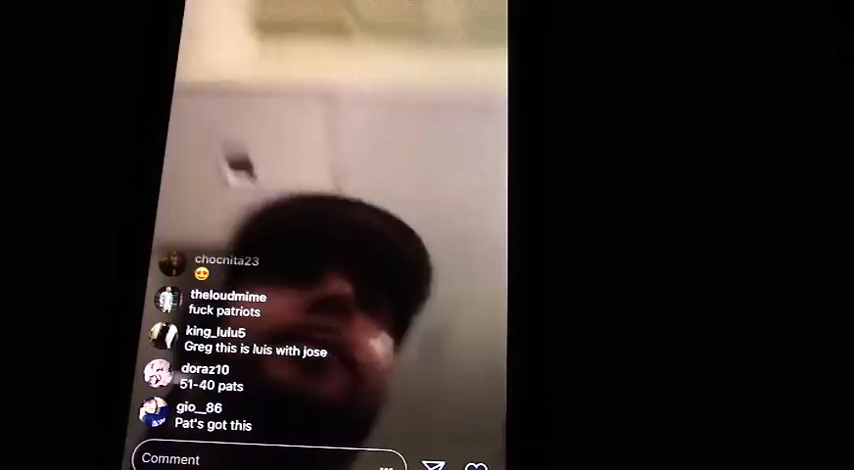 chocnita23
😍
theloudmime
fuck patriots
king_lulu5
Greg this is luis with jose
doraz10
51-40 pats
gio__86
Pat's got this
Comment